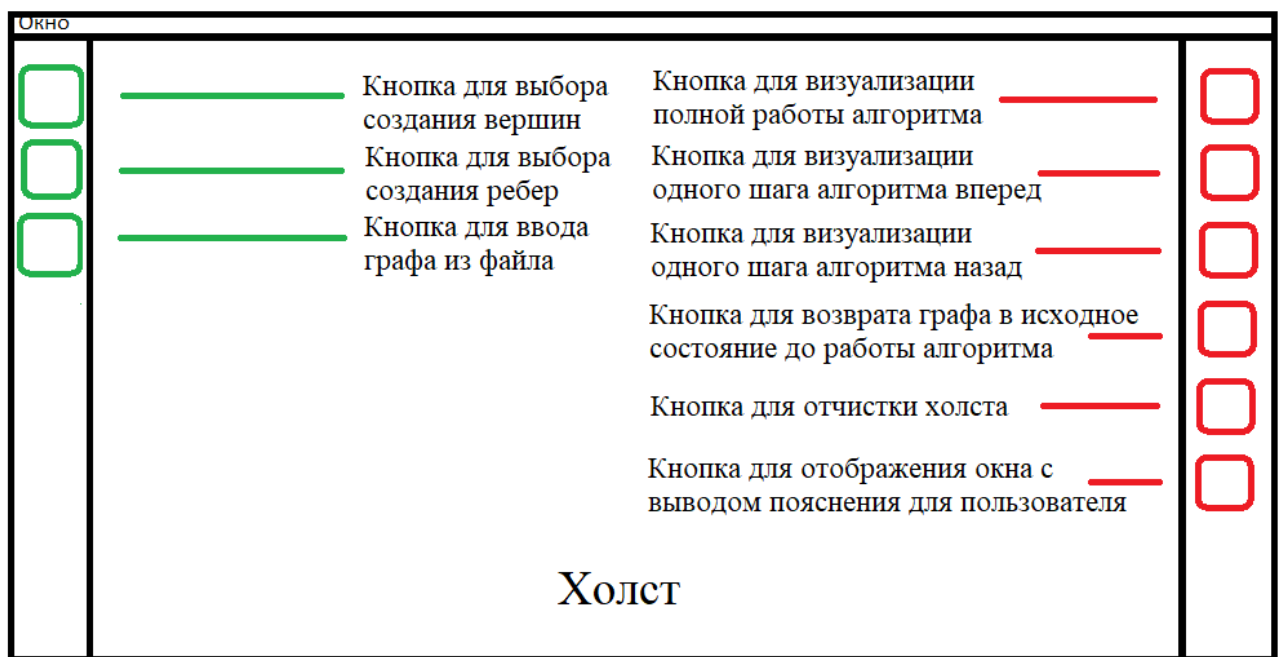 Окно
Кнопка для выбора
создания вершин
Кнопка для выбора
создания ребер
Кнопка для ввода
графа из файла
Кнопка для визуализации
полной работы алгоритма
Кнопка для визуализации
одного шага алгоритма вперед
Кнопка для визуализации
одного шага алгоритма назад
Кнопка для возврата графа в исходное
состояние до работы алгоритма
Кнопка для отчистки холста
Кнопка для отображения окна с
выводом пояснения для пользователя
Холст